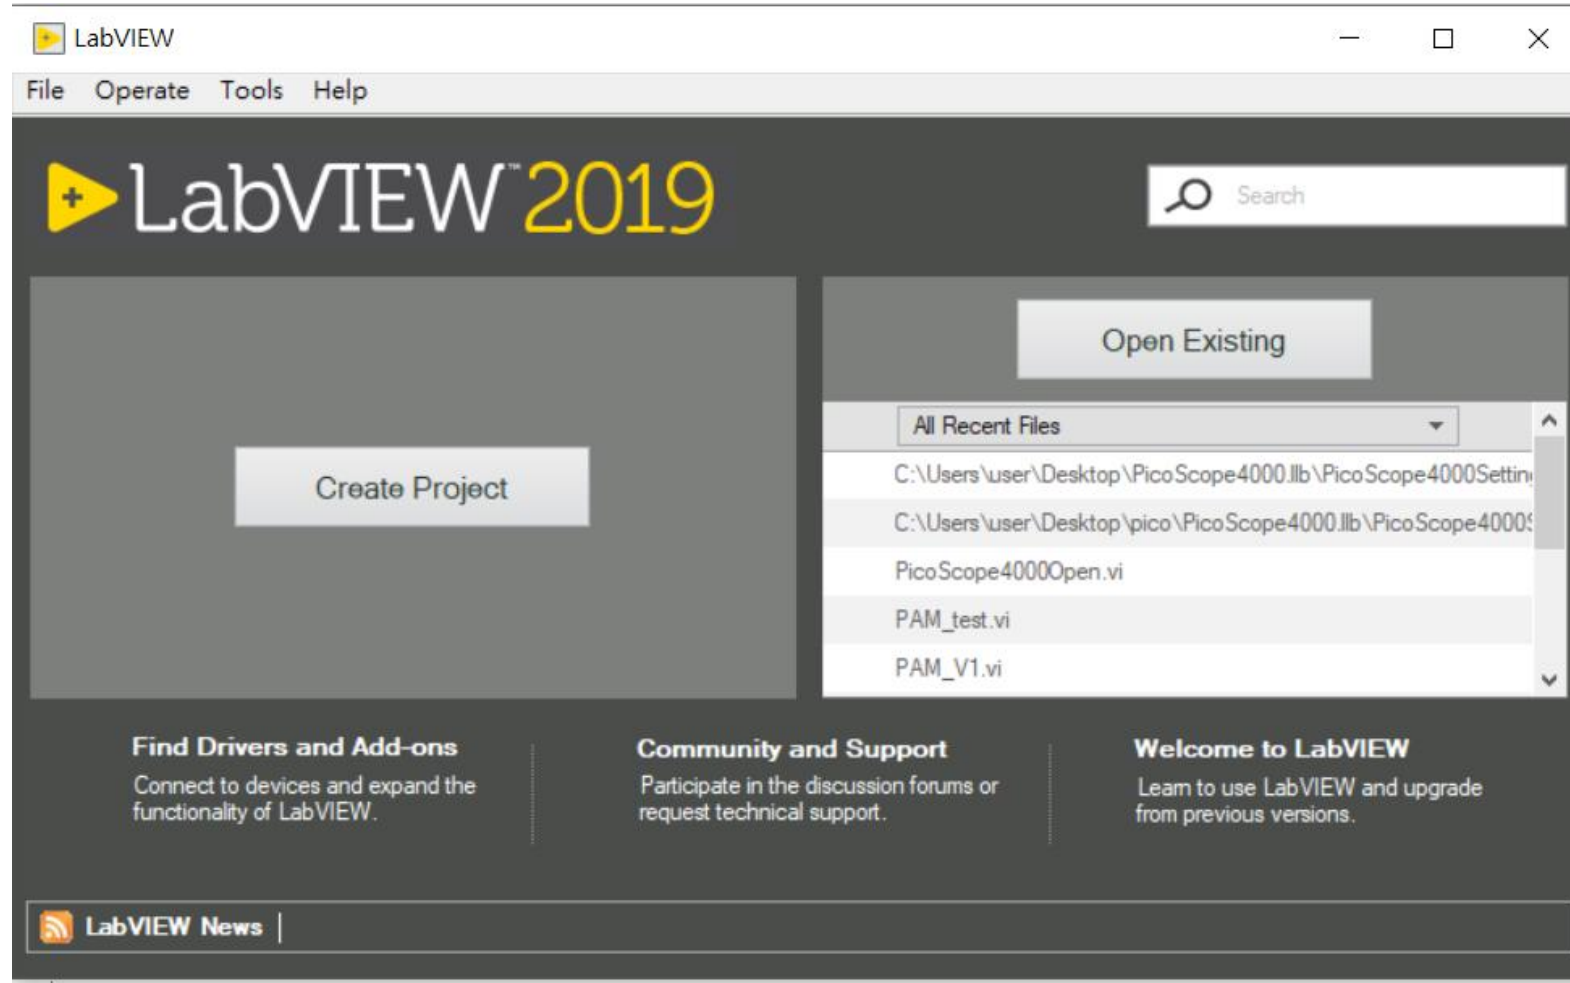 LabVIEW
File Operate Tools Help
LabVIEW™ 2019
Search
Create Project
Open Existing
All Recent Files
C:\Users\user\Desktop\PicoScope4000.llb\PicoScope4000Settin
C:\Users\user\Desktop\pico\PicoScope4000.llb\PicoScope4000S
PicoScope4000Open.vi
PAM_test.vi
PAM_V1.vi
Find Drivers and Add-ons
Connect to devices and expand the
functionality of LabVIEW.
Community and Support
Participate in the discussion forums or
request technical support.
Welcome to LabVIEW
Learn to use LabVIEW and upgrade
from previous versions.
LabVIEW News